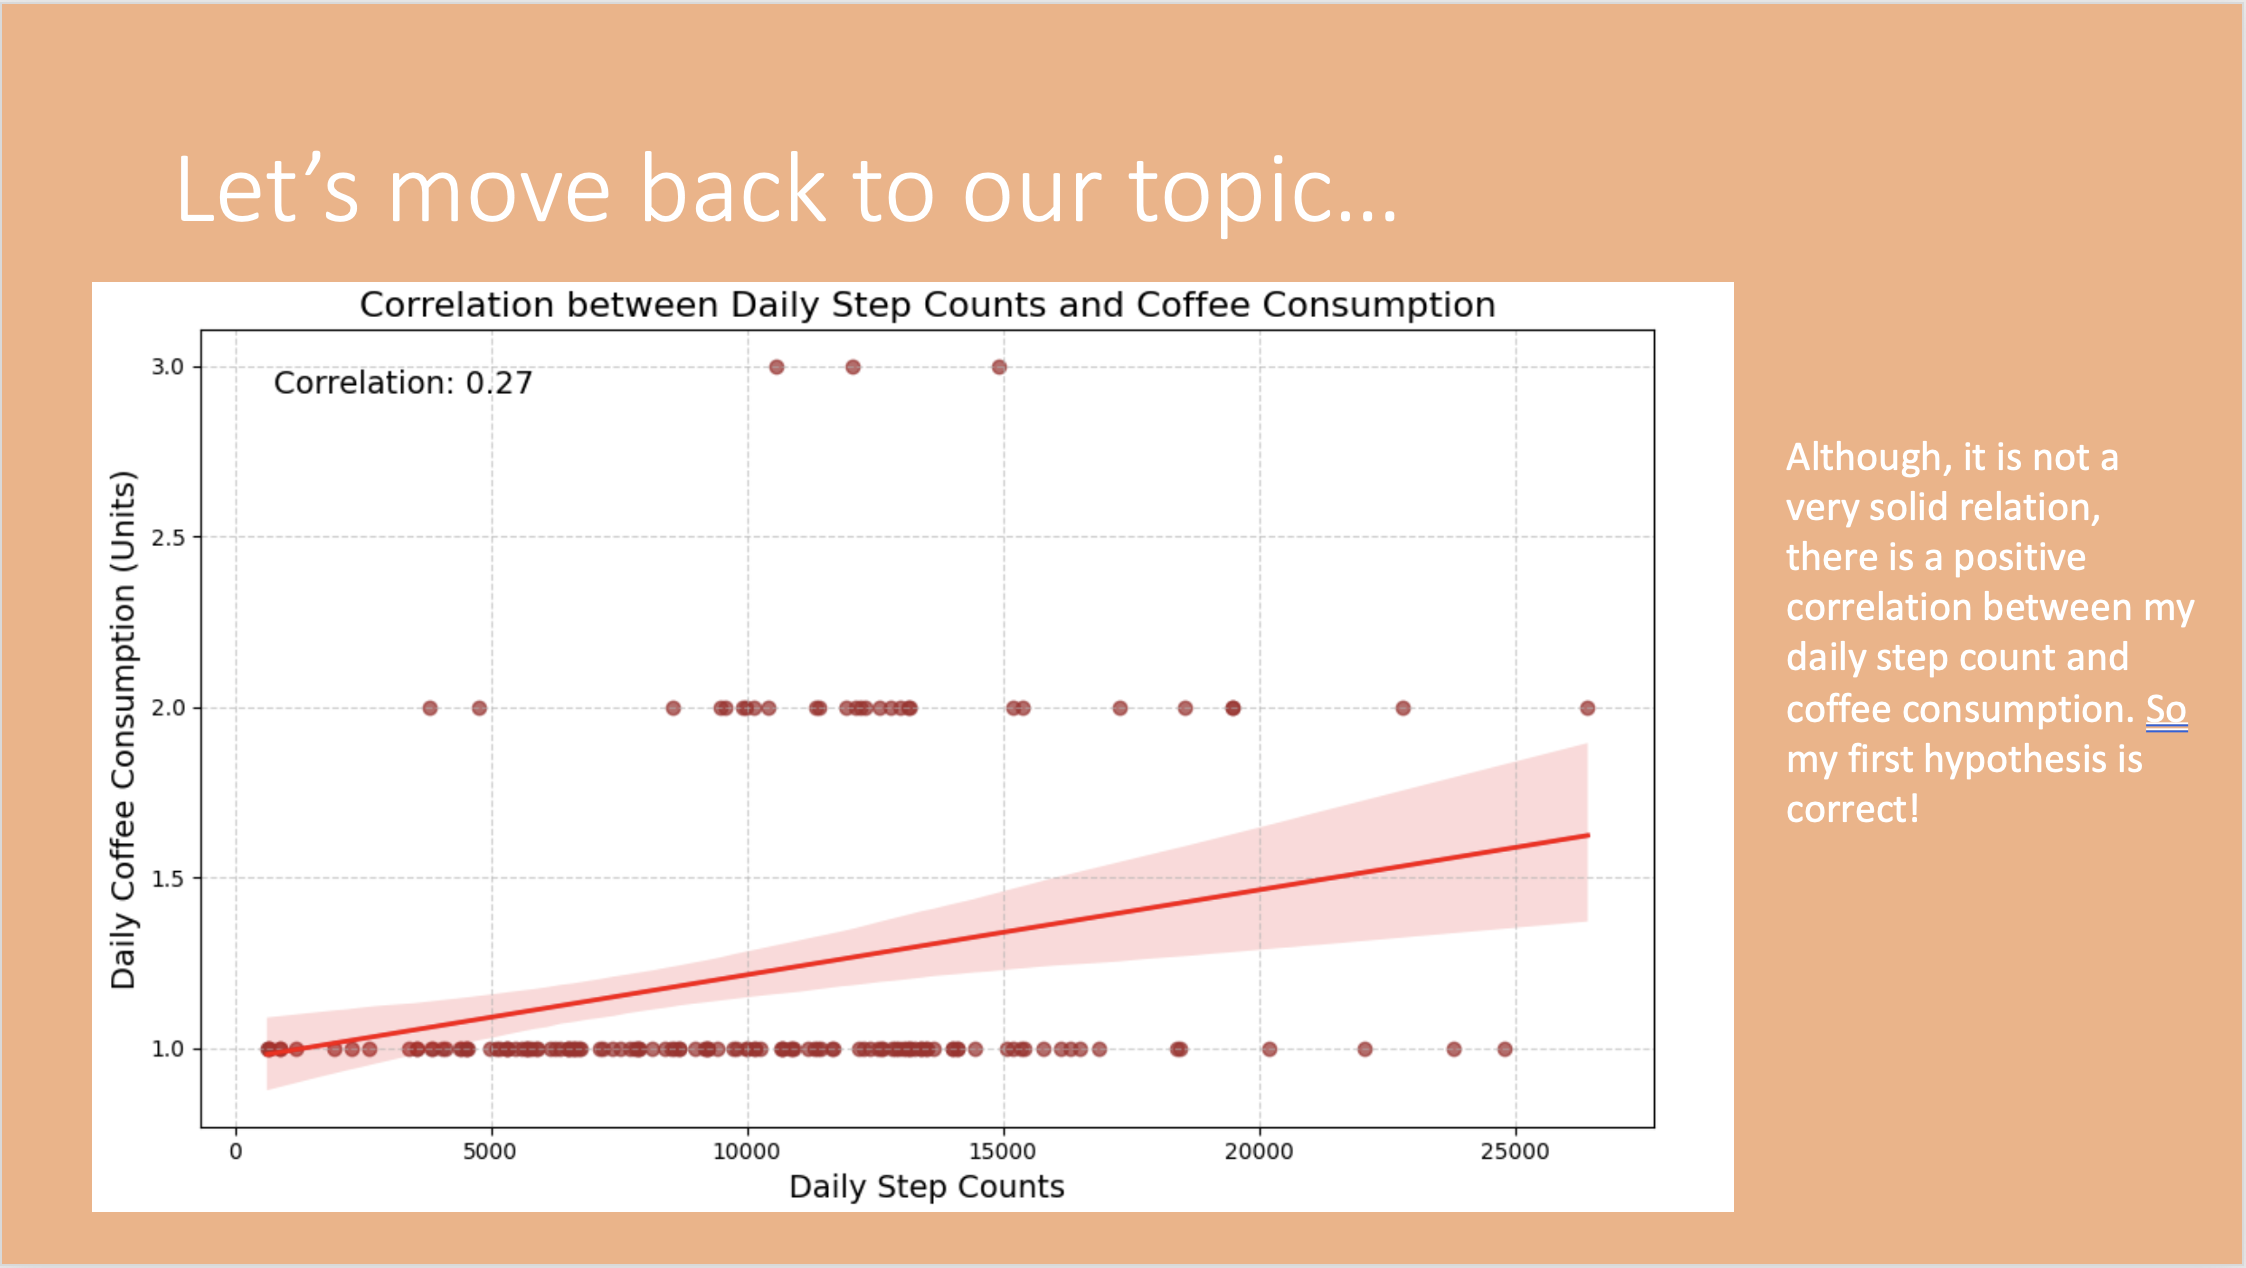 Let’s move back to our topic...
Correlation between Daily Step Counts and Coffee Consumption
Correlation: 0.27
Daily Coffee Consumption (Units)
3.0
2.5
2.0
1.5
1.0
0
5000
10000
15000
20000
25000
Daily Step Counts
Although, it is not a
very solid relation,
there is a positive
correlation between my
daily step count and
coffee consumption. So
my first hypothesis is
correct!